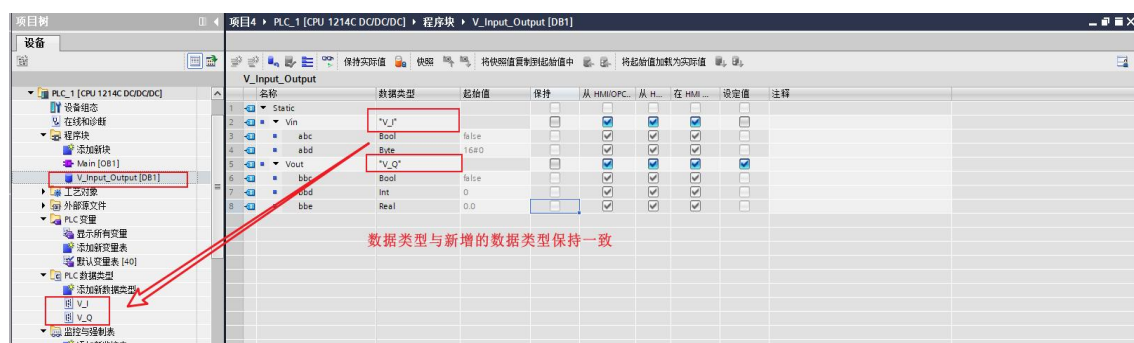 项目树
项目4 ▸ PLC_1 [CPU 1214C DC/DC/DC] ▸ 程序块 ▸ V_Input_Output [DB1]
设备
保持实际值 快照 将快照值复制到起始值中 将起始值加载为实际值
V_Input_Output
名称 数据类型 起始值 保持 从 HMI/OPC.. 从 H... 在 HMI ... 设定值 注释
1 Static
2 Vin "V_I"
3 abc Bool false
4 abd Byte 16#0
5 Vout "V_Q"
6 bbc Bool false
7 bbd Int 0
8 bbe Real 0.0
PLC_1 [CPU 1214C DC/DC/DC]
设备组态
在线和诊断
程序块
添加新块
Main [OB1]
V_Input_Output [DB1]
工艺对象
外部源文件
PLC 变量
显示所有变量
添加新变量表
默认变量表 [40]
PLC 数据类型
添加新数据类型
V_I
V_Q
监控与强制表
数据类型与新增的数据类型保持一致